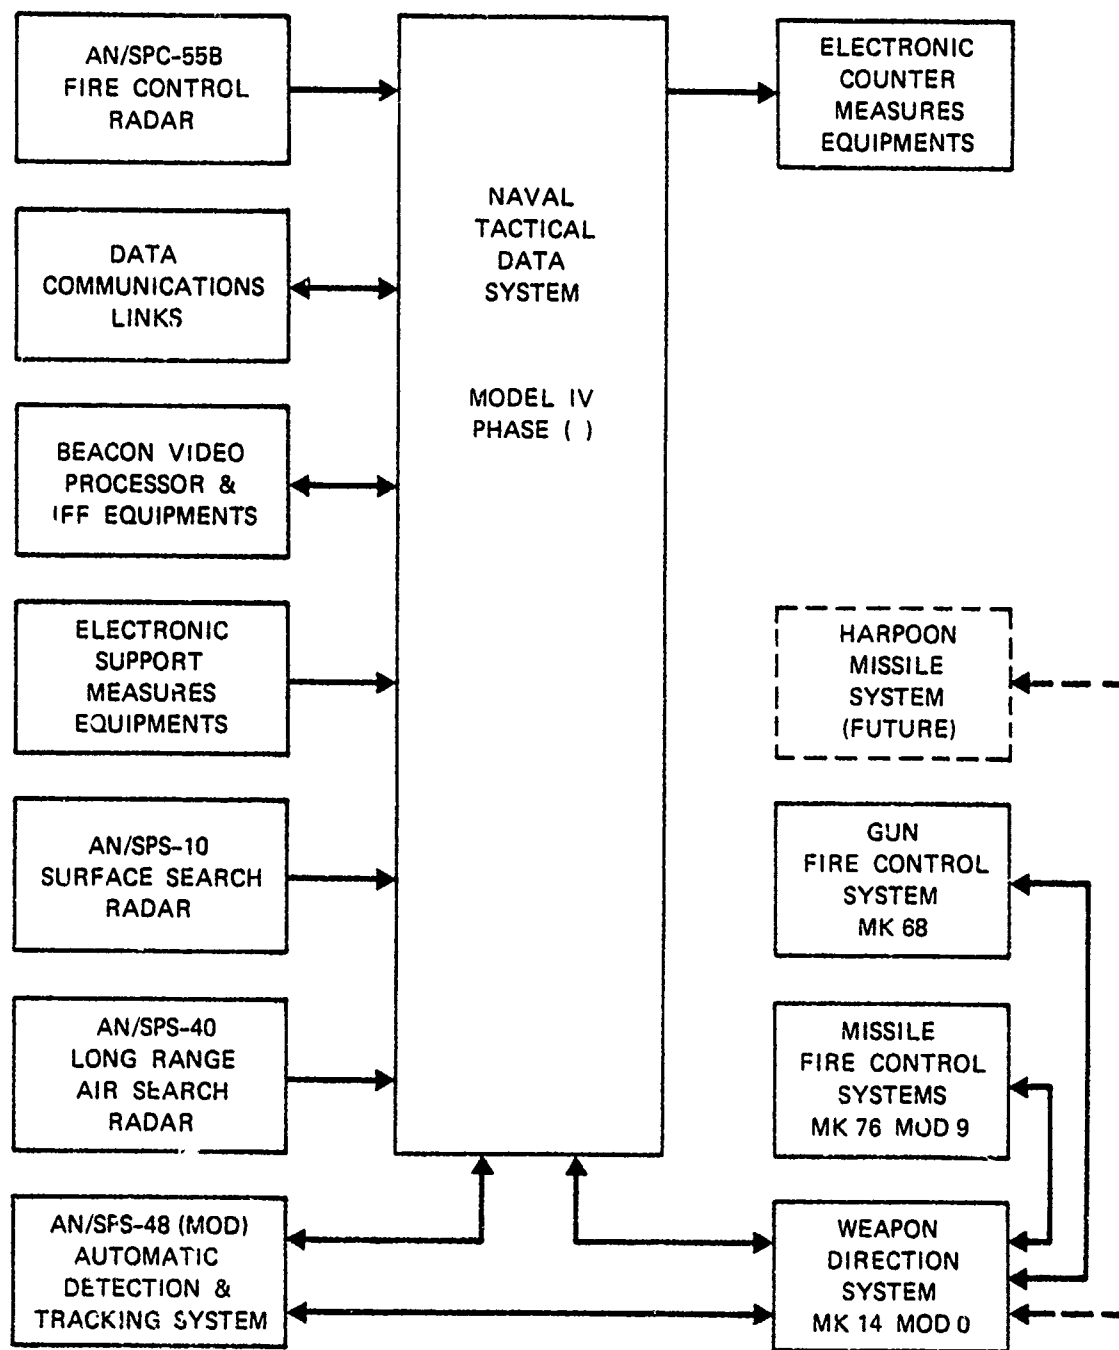 AN/SPC-55B
FIRE CONTROL
RADAR
DATA
COMMUNICATIONS
LINKS
BEACON VIDEO
PROCESSOR &
IFF EQUIPMENTS
ELECTRONIC
SUPPORT
MEASURES
EQUIPMENTS
AN/SPS-10
SURFACE SEARCH
RADAR
AN/SPS-40
LONG RANGE
AIR SEARCH
RADAR
AN/SPS-48 (MOD)
AUTOMATIC
DETECTION &
TRACKING SYSTEM
NAVAL
TACTICAL
DATA
SYSTEM
MODEL IV
PHASE ( )
ELECTRONIC
COUNTER
MEASURES
EQUIPMENTS
HARPOON
MISSILE
SYSTEM
(FUTURE)
GUN
FIRE CONTROL
SYSTEM
MK 68
MISSILE
FIRE CONTROL
SYSTEMS
MK 76 MOD 9
WEAPON
DIRECTION
SYSTEM
MK 14 MOD 0